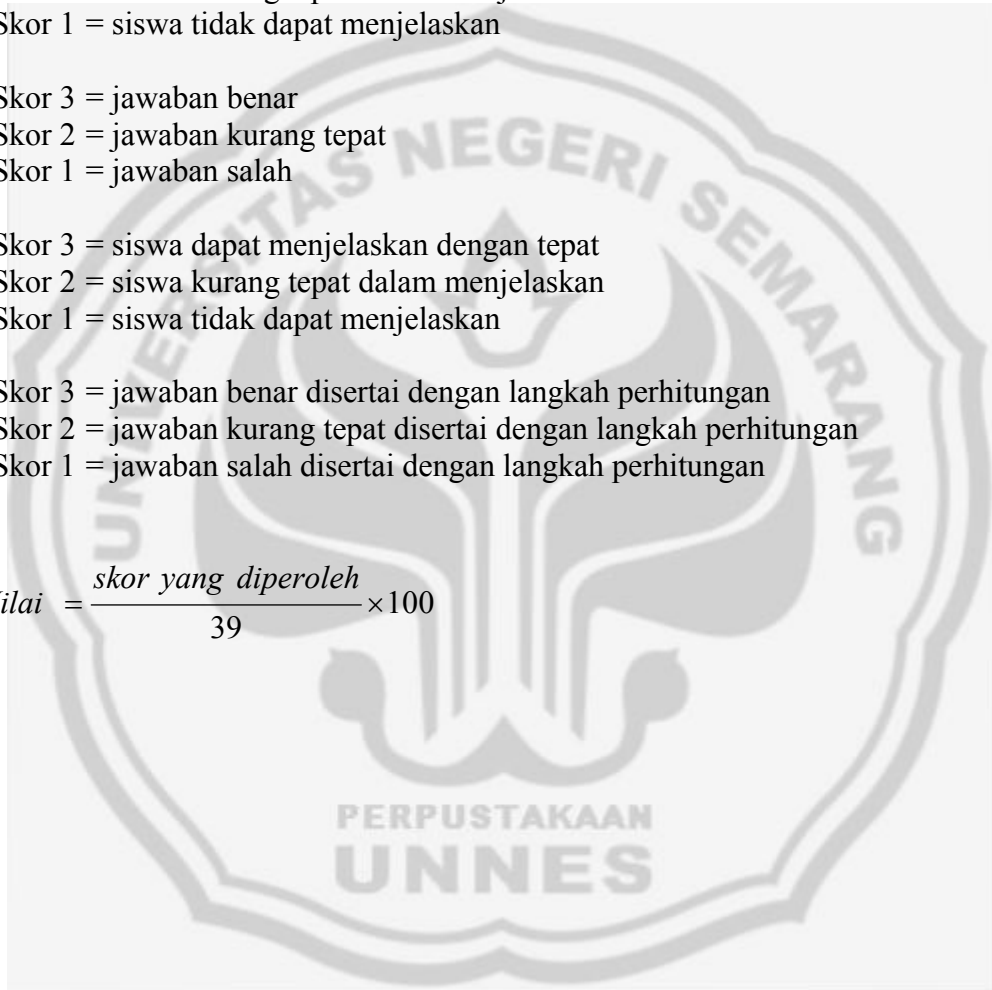 Skor 1 = siswa tidak dapat menjelaskan
Skor 3 = jawaban benar
Skor 2 = jawaban kurang tepat
Skor 1 = jawaban salah
Skor 3 = siswa dapat menjelaskan dengan tepat
Skor 2 = siswa kurang tepat dalam menjelaskan
Skor 1 = siswa tidak dapat menjelaskan
Skor 3 = jawaban benar disertai dengan langkah perhitungan
Skor 2 = jawaban kurang tepat disertai dengan langkah perhitungan
Skor 1 = jawaban salah disertai dengan langkah perhitungan
ilai = skor yang diperoleh / 39 × 100
UNIVERSITAS NEGERI SEMARANG
PERPUSTAKAAN
UNNES